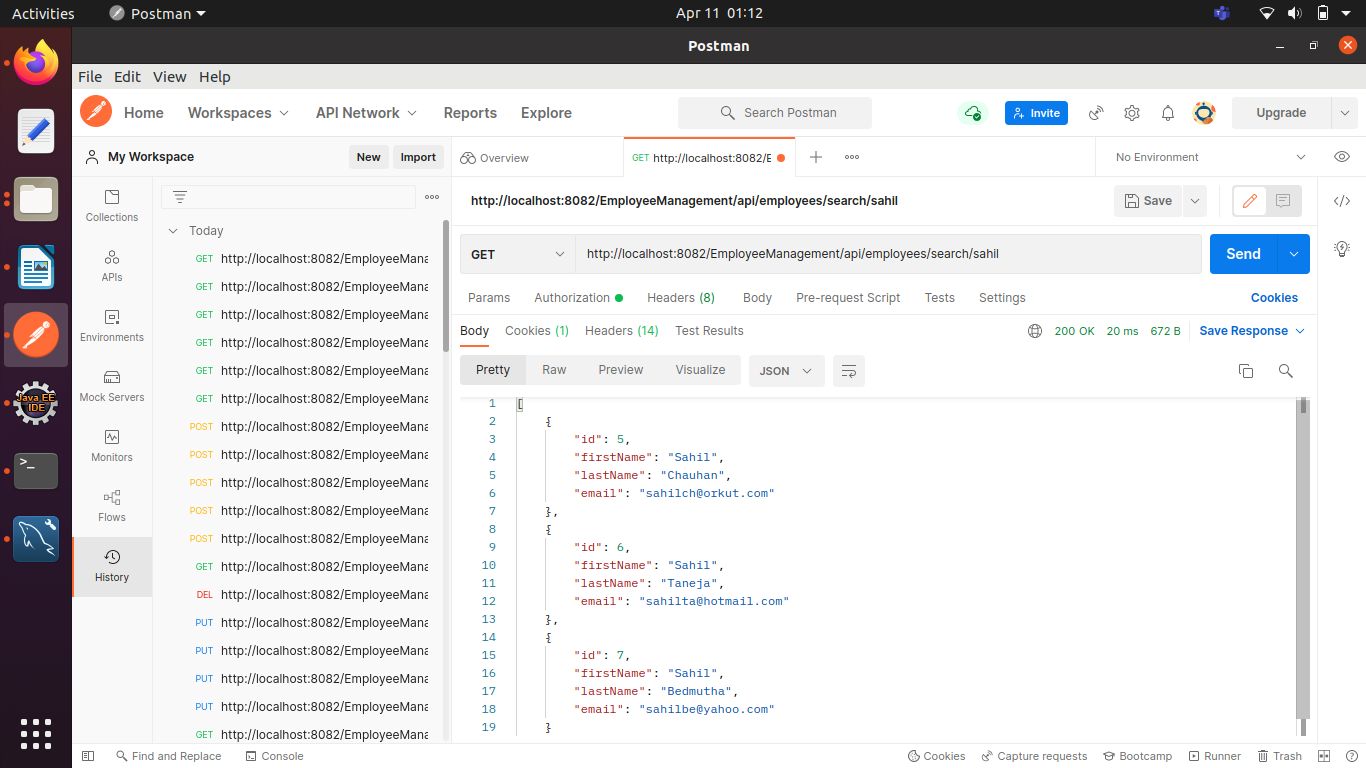 Activities Postman Apr 11 01:12
Postman
File Edit View Help
Home Workspaces API Network Reports Explore Search Postman Invite Upgrade
My Workspace New Import Overview GET http://localhost:8082/E No Environment
Collections
APIs
Environments
Mock Servers
Monitors
Flows
History
Today
GET http://localhost:8082/EmployeeMana
GET http://localhost:8082/EmployeeMana
GET http://localhost:8082/EmployeeMana
GET http://localhost:8082/EmployeeMana
GET http://localhost:8082/EmployeeMana
GET http://localhost:8082/EmployeeMana
POST http://localhost:8082/EmployeeMana
POST http://localhost:8082/EmployeeMana
POST http://localhost:8082/EmployeeMana
POST http://localhost:8082/EmployeeMana
POST http://localhost:8082/EmployeeMana
GET http://localhost:8082/EmployeeMana
DEL http://localhost:8082/EmployeeMana
PUT http://localhost:8082/EmployeeMana
PUT http://localhost:8082/EmployeeMana
PUT http://localhost:8082/EmployeeMana
PUT http://localhost:8082/EmployeeMana
GET http://localhost:8082/EmployeeMana
http://localhost:8082/EmployeeManagement/api/employees/search/sahil Save
GET http://localhost:8082/EmployeeManagement/api/employees/search/sahil Send
Params Authorization Headers (8) Body Pre-request Script Tests Settings Cookies
Body Cookies (1) Headers (14) Test Results 200 OK 20 ms 672 B Save Response
Pretty Raw Preview Visualize JSON
1 [
2 {
3 "id": 5,
4 "firstName": "Sahil",
5 "lastName": "Chauhan",
6 "email": "sahilch@orkut.com"
7 },
8 {
9 "id": 6,
10 "firstName": "Sahil",
11 "lastName": "Taneja",
12 "email": "sahilta@hotmail.com"
13 },
14 {
15 "id": 7,
16 "firstName": "Sahil",
17 "lastName": "Bedmutha",
18 "email": "sahilbe@yahoo.com"
19 }
Java EE
IDE
>_
Find and Replace Console Cookies Capture requests Bootcamp Runner Trash